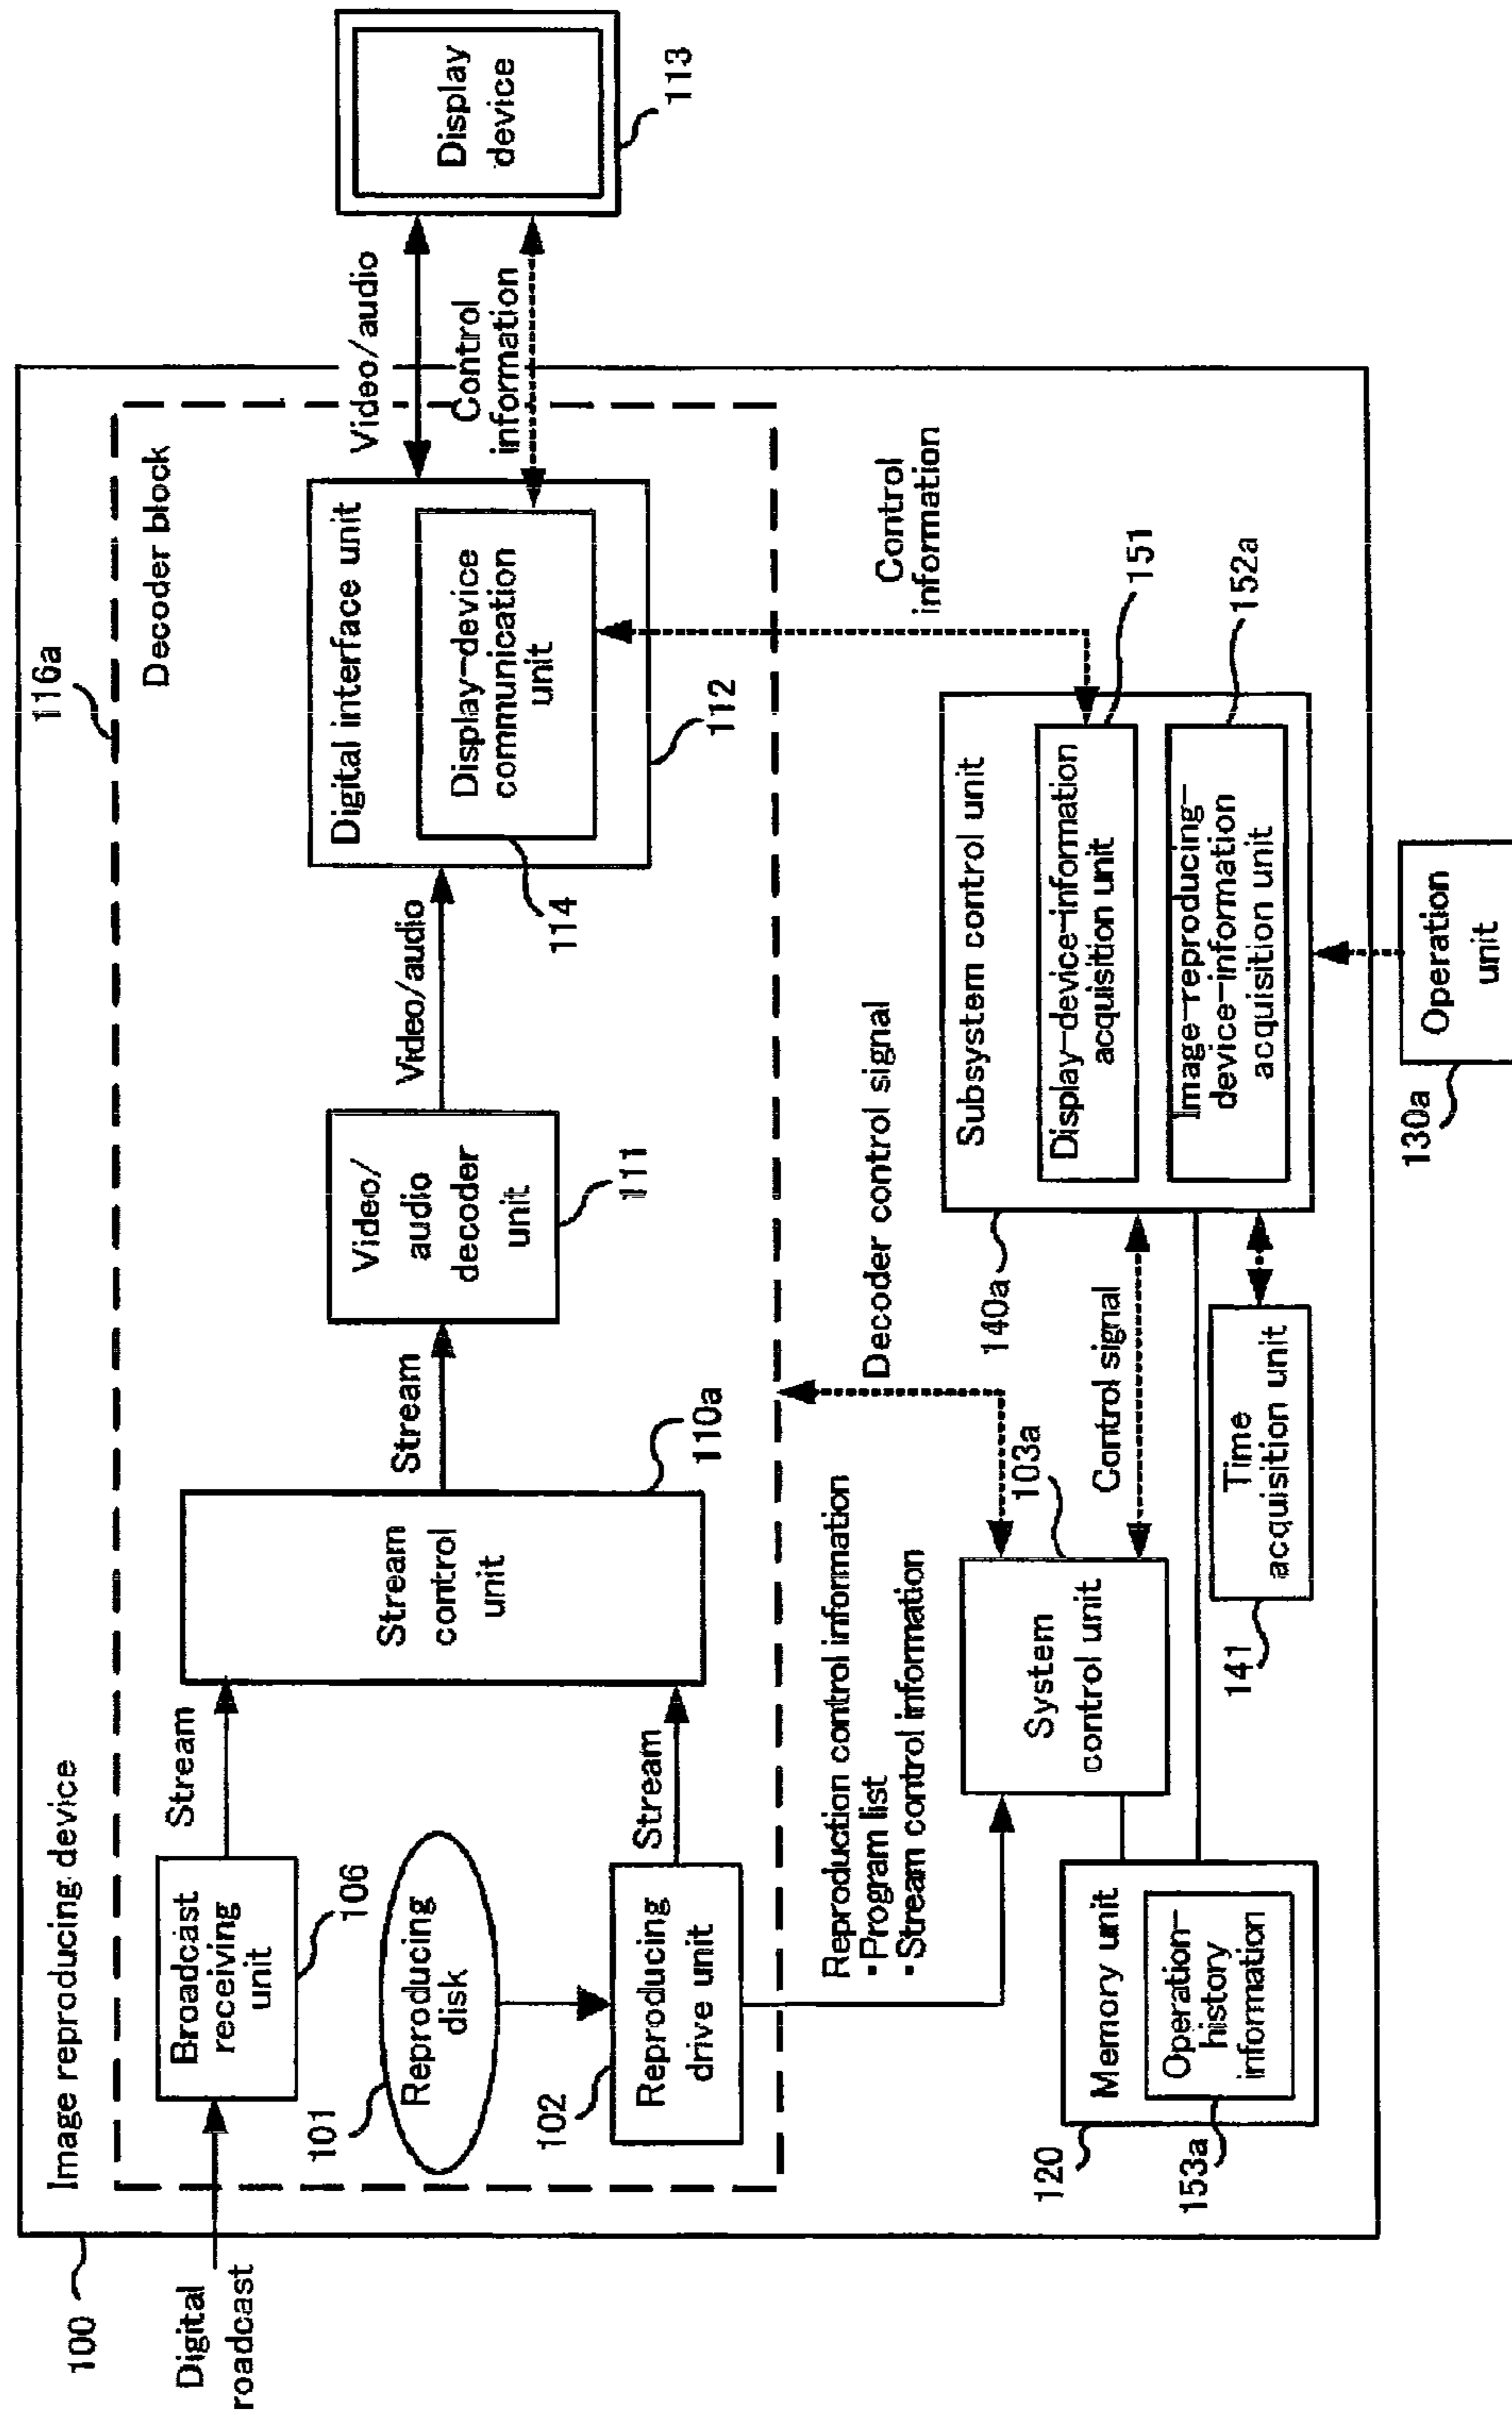 Image reproducing device
100
Digital
roadcast
116a
Decoder block
Broadcast
receiving
unit
106
Stream
101
Reproducing
disk
102
Reproducing
drive unit
Stream
Stream
control
unit
110a
Stream
Video/
audio
decoder
unit
111
Video/audio
Digital interface unit
Display-device
communication
unit
114
112
Video/audio
Control
information
Display
device
113
Reproduction control information
・Program list
・Stream control information
Decoder control signal
Control
information
120
Memory unit
Operation-
history
information
153a
System
control unit
103a
Control signal
141
Time
acquisition unit
140a
Subsystem control unit
Display-device-information
acquisition unit
151
Image-reproducing-
device-information
acquisition unit
152a
130a
Operation
unit